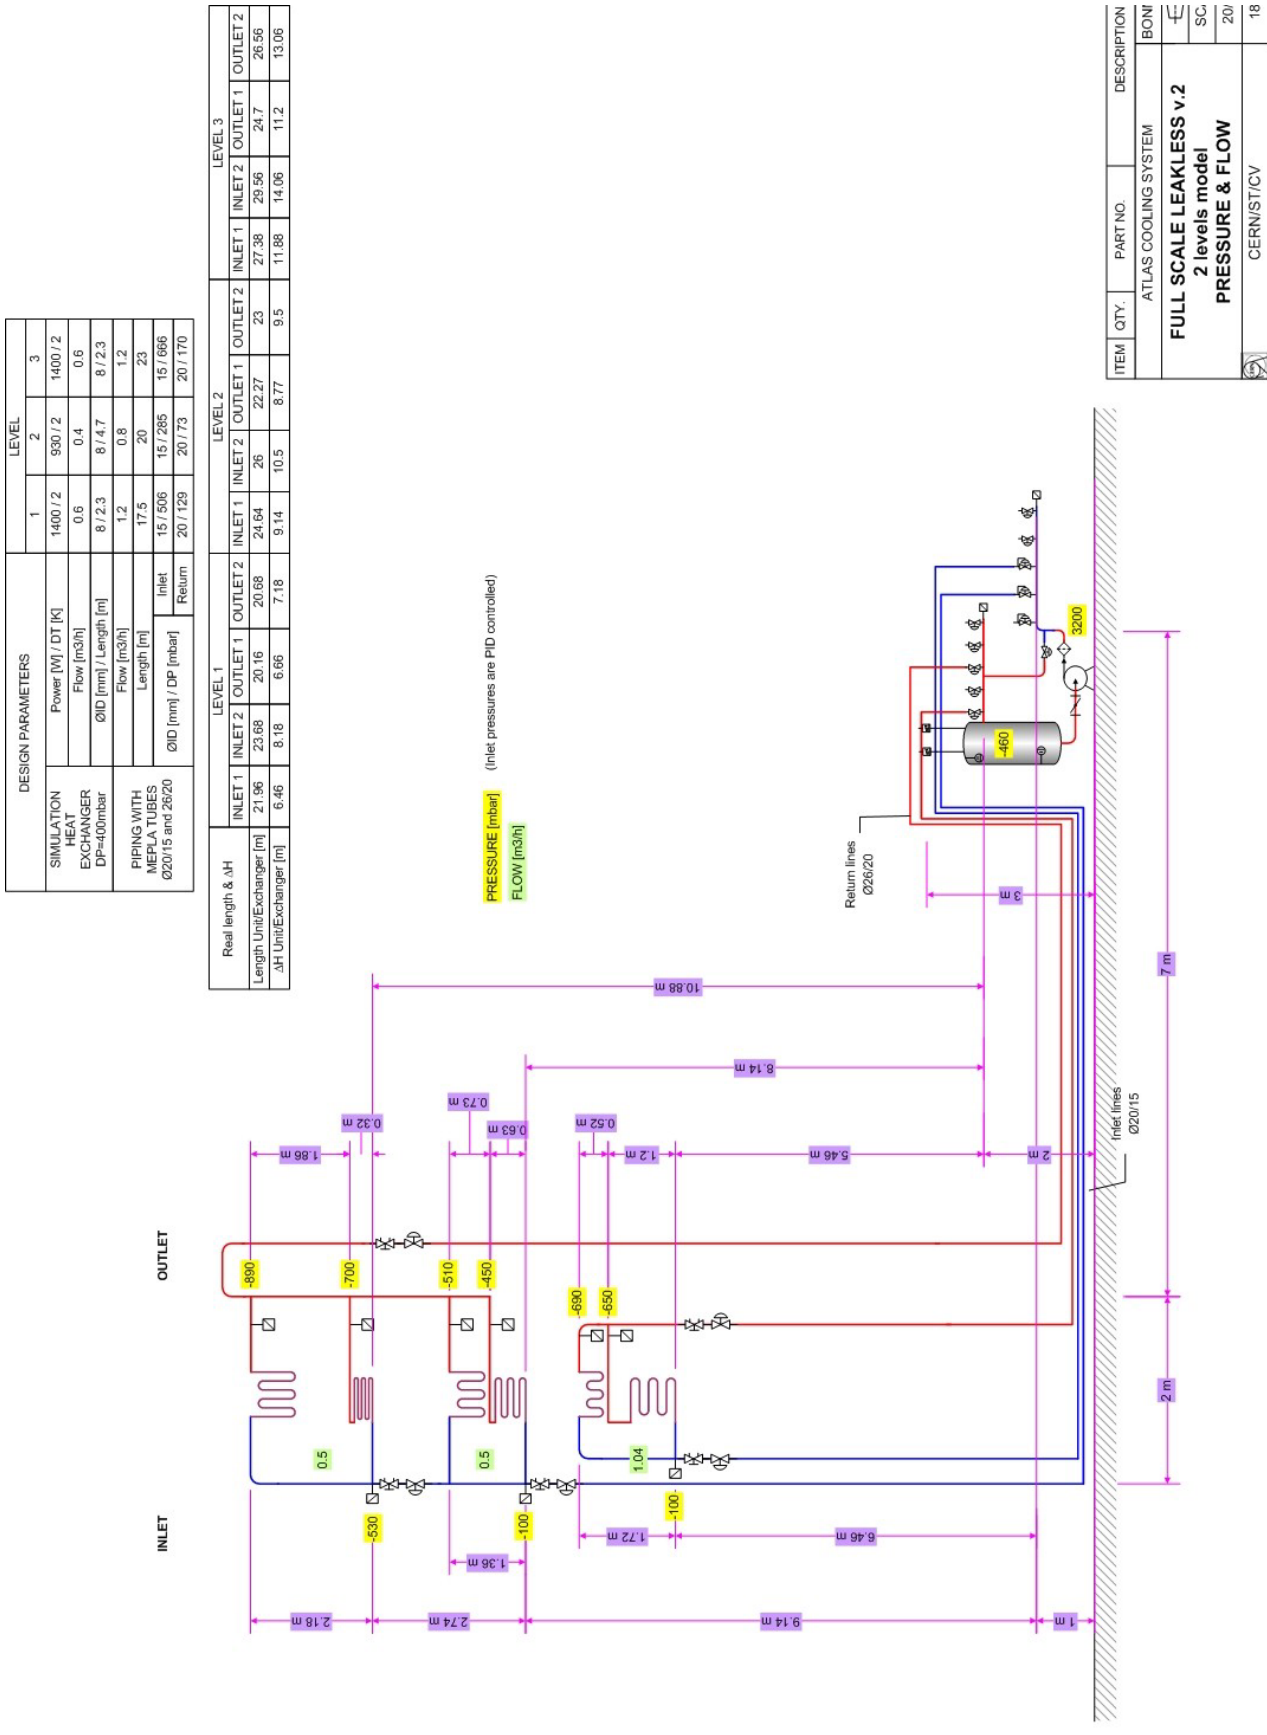 DESIGN PARAMETERS
LEVEL
1 2 3
SIMULATION HEAT EXCHANGER DP=400mbar
Power [W] / DT [K] 1400 / 2 930 / 2 1400 / 2
Flow [m3/h] 0.6 0.4 0.6
ØID [mm] / Length [m] 8 / 2.3 8 / 4.7 8 / 2.3
PIPING WITH MEPLA TUBES Ø20/15 and 26/20
Flow [m3/h] 1.2 0.8 1.2
Length [m] 17.5 20 23
ØID [mm] / DP [mbar]
Inlet 15 / 506 15 / 285 15 / 666
Return 20 / 129 20 / 73 20 / 170
Real length & ΔH
LEVEL 1 LEVEL 2 LEVEL 3
INLET 1 INLET 2 OUTLET 1 OUTLET 2 INLET 1 INLET 2 OUTLET 1 OUTLET 2 INLET 1 INLET 2 OUTLET 1 OUTLET 2
Length Unit/Exchanger [m] 21.96 23.68 20.16 20.68 24.64 26 22.27 23 27.38 29.56 24.7 26.56
ΔH Unit/Exchanger [m] 6.46 8.18 6.66 7.18 9.14 10.5 8.77 9.5 11.88 14.06 11.2 13.06
PRESSURE [mbar] (Inlet pressures are PID controlled)
FLOW [m3/h]
INLET
OUTLET
2.18 m
2.74 m
9.14 m
1 m
1.36 m
1.72 m
6.46 m
-530
-100
-100
0.5
0.5
1.04
-890
-700
-510
-450
-690
-650
1.86 m
0.32 m
0.73 m
0.63 m
0.52 m
1.2 m
5.46 m
2 m
8.14 m
10.88 m
3 m
2 m
7 m
Inlet lines
Ø20/15
Return lines
Ø26/20
-460
3200
ITEM QTY. PART NO. DESCRIPTION
ATLAS COOLING SYSTEM
FULL SCALE LEAKLESS v.2
2 levels model
PRESSURE & FLOW
CERN/ST/CV
20/
18